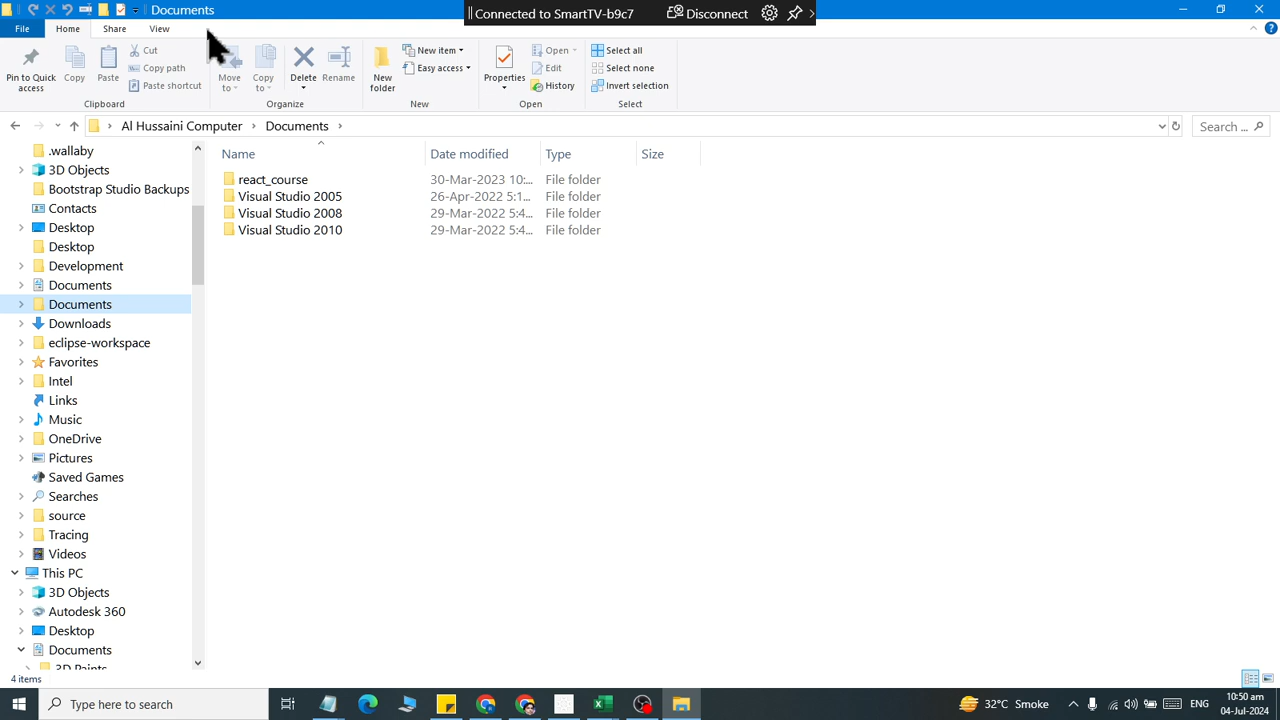 Documents
Connected to SmartTV-b9c7 Disconnect
File Home Share View
Pin to Quick access
Copy
Paste
Cut
Copy path
Paste shortcut
Clipboard
Move to
Copy to
Delete
Rename
Organize
New folder
New item
Easy access
New
Properties
Open
Edit
History
Open
Select all
Select none
Invert selection
Select
Al Hussaini Computer Documents
Search ...
Name Date modified Type Size
react_course 30-Mar-2023 10:... File folder
Visual Studio 2005 26-Apr-2022 5:1... File folder
Visual Studio 2008 29-Mar-2022 5:4... File folder
Visual Studio 2010 29-Mar-2022 5:4... File folder
.wallaby
3D Objects
Bootstrap Studio Backups
Contacts
Desktop
Desktop
Development
Documents
Documents
Downloads
eclipse-workspace
Favorites
Intel
Links
Music
OneDrive
Pictures
Saved Games
Searches
source
Tracing
Videos
This PC
3D Objects
Autodesk 360
Desktop
Documents
3D Paints
4 items
Type here to search
32°C Smoke
ENG
10:50 am
04-Jul-2024